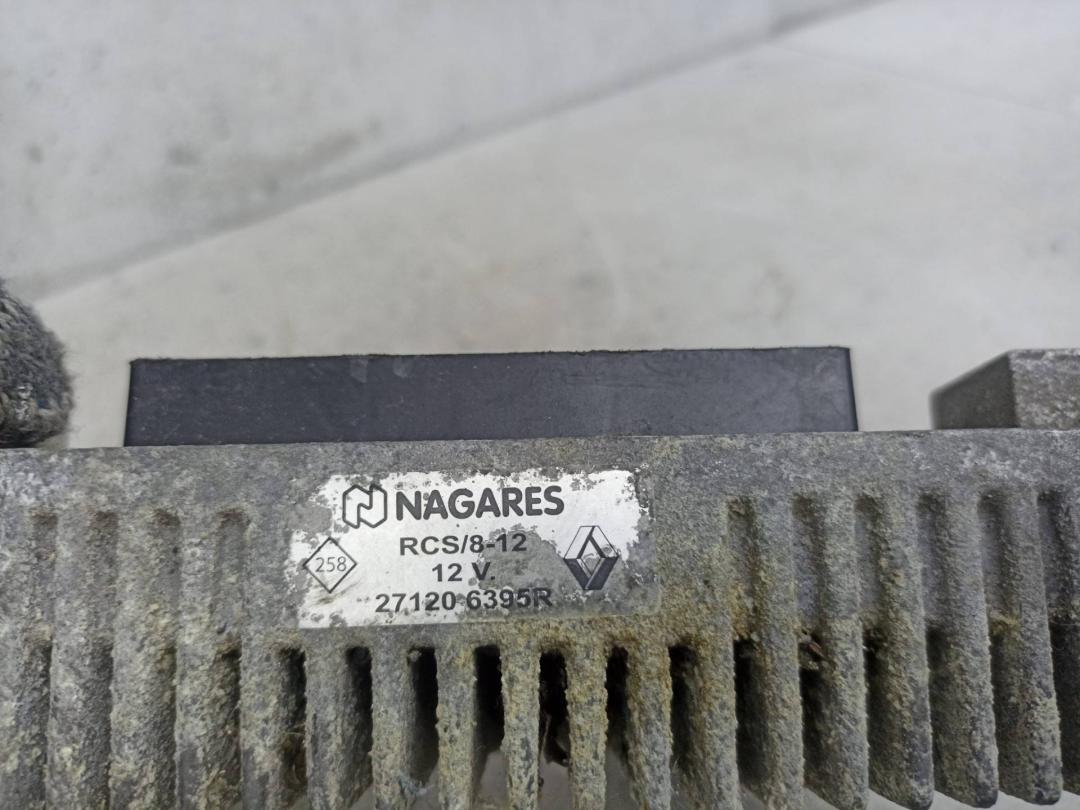 NAGARES
RCS/8-12
258
12 V.
27120 6395R